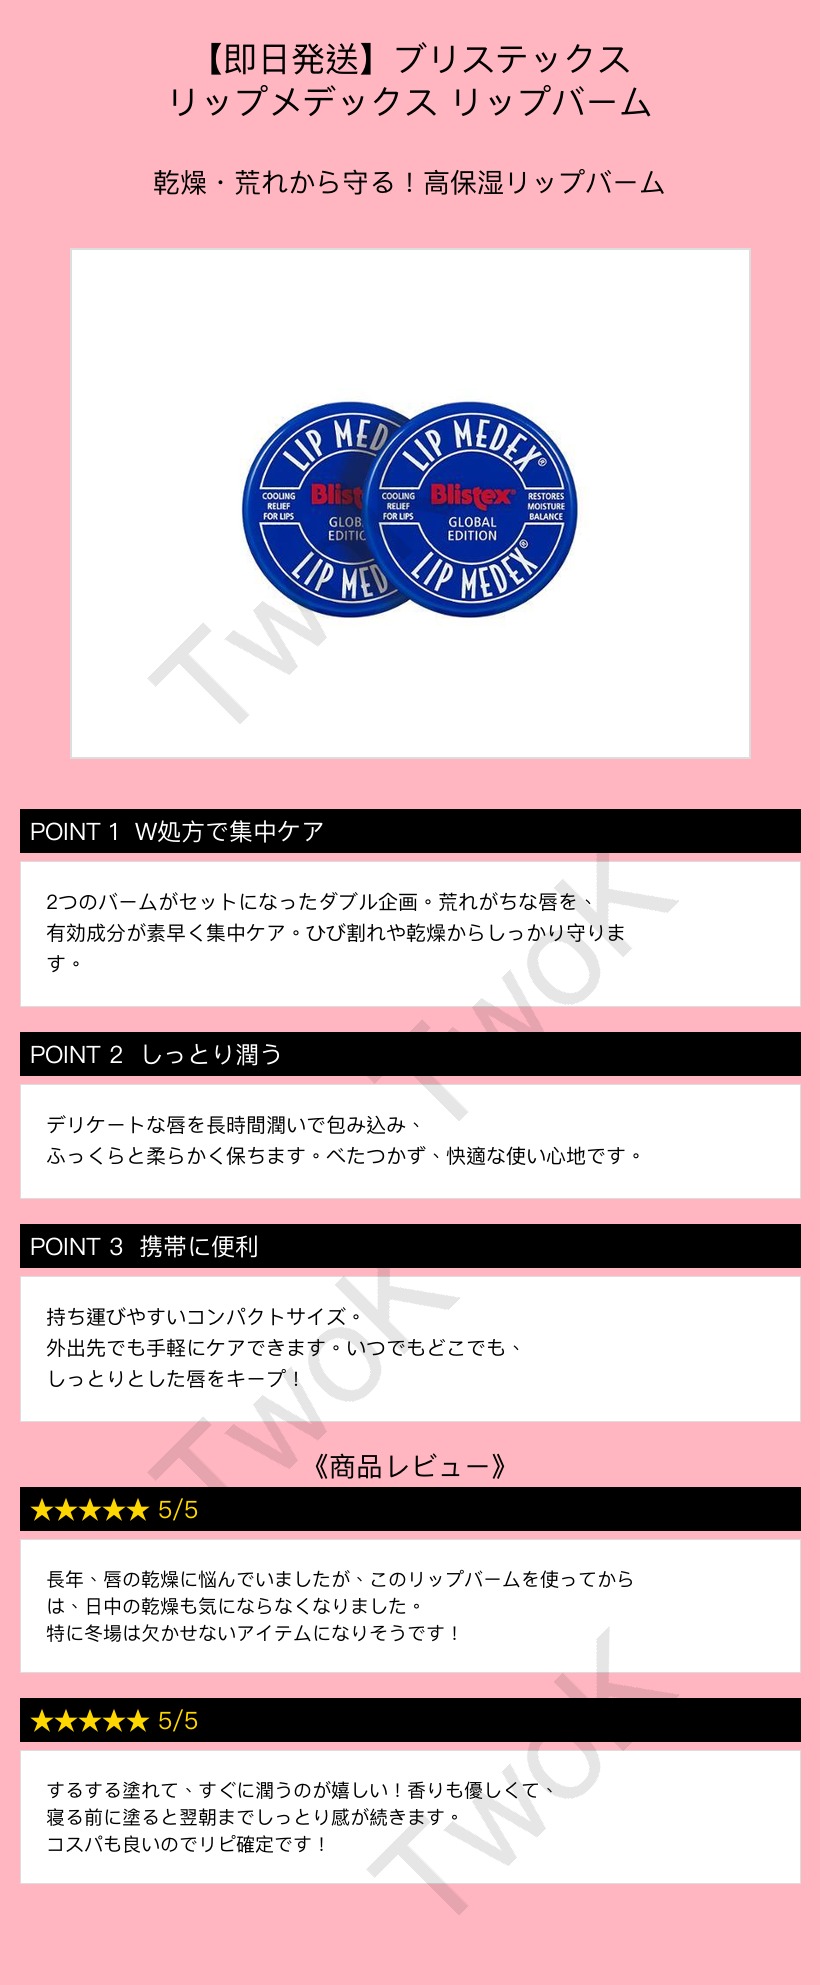 【即日発送】ブリステックス
リップメデックス リップバーム
乾燥・荒れから守る！高保湿リップバーム
LIP MED
COOLING
RELIEF
FOR LIPS
Blist
GLOB
EDITIC
LIP MED
LIP MEDEX®
COOLING
RELIEF
FOR LIPS
Blistex®
GLOBAL
EDITION
RESTORES
MOISTURE
BALANCE
LIP MEDEX®
Tw
POINT 1 W処方で集中ケア
2つのバームがセットになったダブル企画。荒れがちな唇を、
有効成分が素早く集中ケア。ひび割れや乾燥からしっかり守りま
す。
TwoK
POINT 2 しっとり潤う
デリケートな唇を長時間潤いで包み込み、
ふっくらと柔らかく保ちます。べたつかず、快適な使い心地です。
POINT 3 携帯に便利
持ち運びやすいコンパクトサイズ。
外出先でも手軽にケアできます。いつでもどこでも、
しっとりとした唇をキープ！
TwoK
《商品レビュー》
★★★★★ 5/5
長年、唇の乾燥に悩んでいましたが、このリップバームを使ってから
は、日中の乾燥も気にならなくなりました。
特に冬場は欠かせないアイテムになりそうです！
★★★★★ 5/5
するする塗れて、すぐに潤うのが嬉しい！香りも優しくて、
寝る前に塗ると翌朝までしっとり感が続きます。
コスパも良いのでリピ確定です！
TwoK